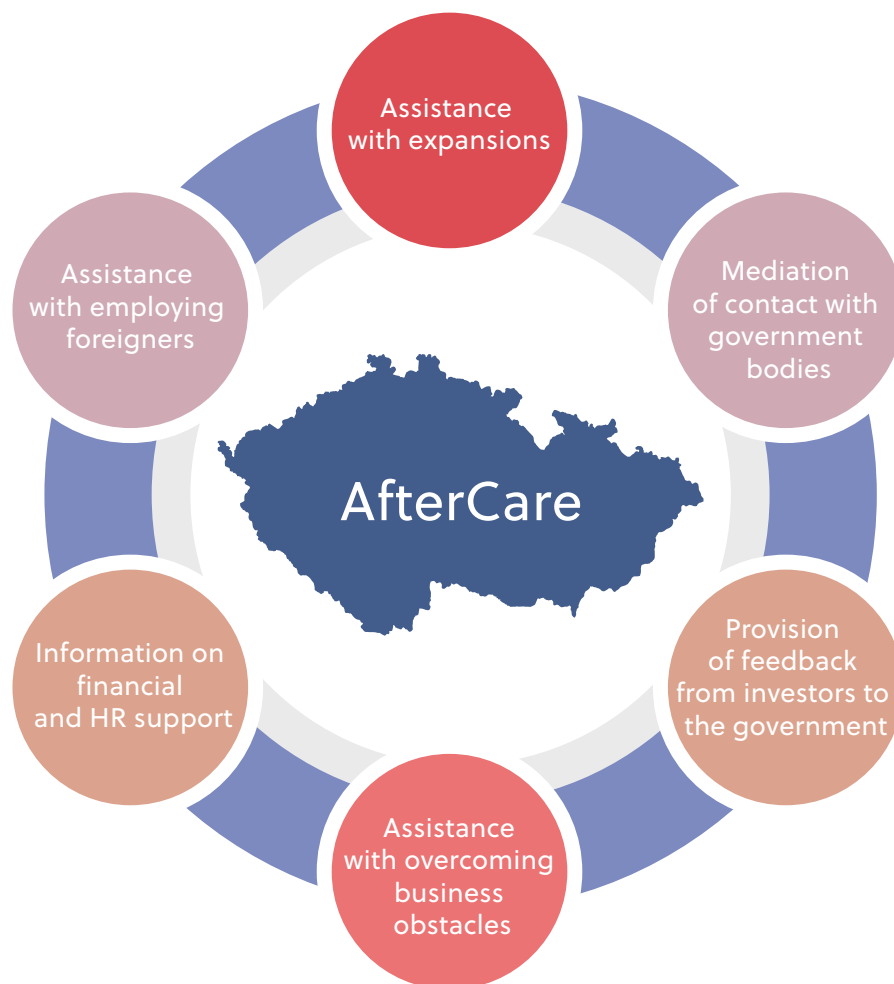 Assistance
with expansions
Mediation
of contact with
government
bodies
Provision
of feedback
from investors to
the government
Assistance
with overcoming
business
obstacles
Information on
financial
and HR support
Assistance
with employing
foreigners
AfterCare